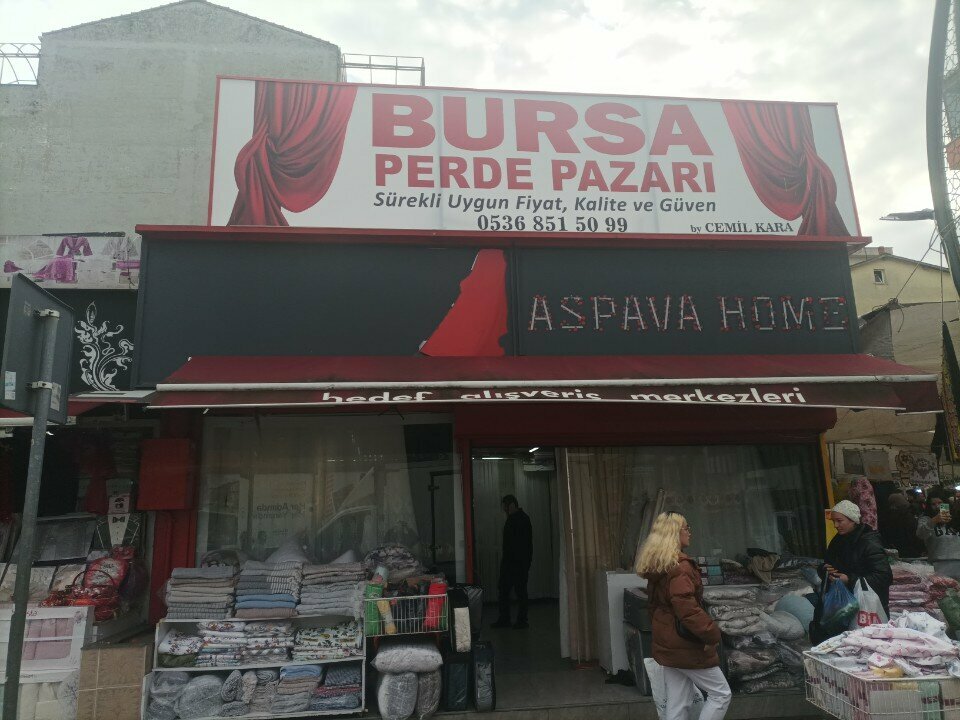 BURSA
PERDE PAZARI
Sürekli Uygun Fiyat, Kalite ve Güven
0536 851 50 99
by CEMİL KARA
ASPAVA HOME
hedef alışveriş merkezleri